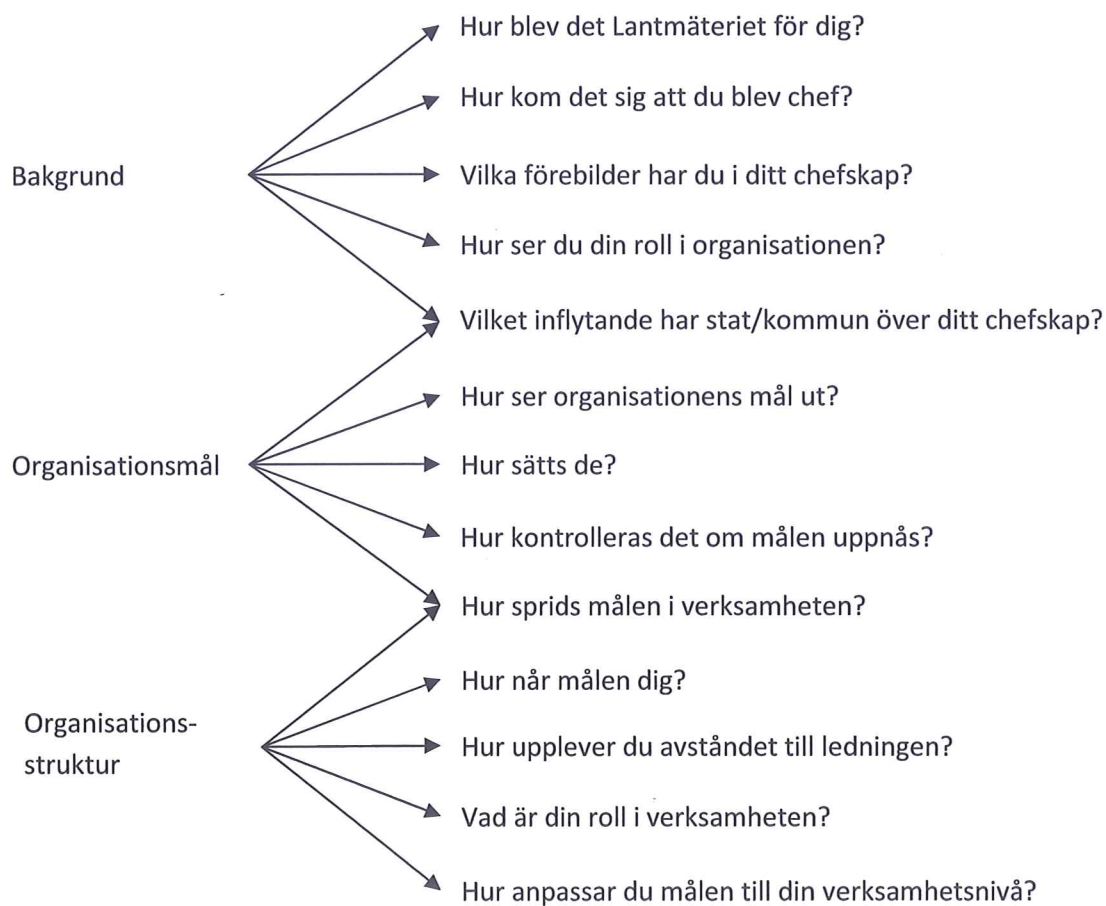 Hur blev det Lantmäteriet för dig?
Hur kom det sig att du blev chef?
Bakgrund
Vilka förebilder har du i ditt chefskap?
Hur ser du din roll i organisationen?
Vilket inflytande har stat/kommun över ditt chefskap?
Hur ser organisationens mål ut?
Organisationsmål
Hur sätts de?
Hur kontrolleras det om målen uppnås?
Hur sprids målen i verksamheten?
Hur når målen dig?
Organisations-
struktur
Hur upplever du avståndet till ledningen?
Vad är din roll i verksamheten?
Hur anpassar du målen till din verksamhetsnivå?